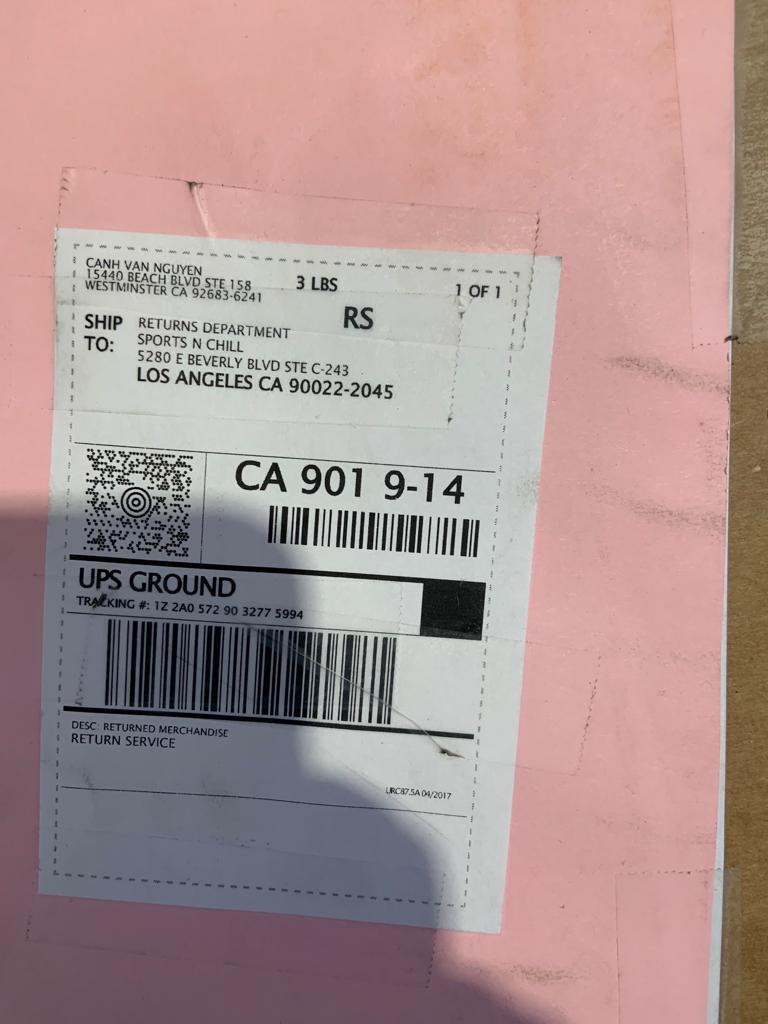 CANH VAN NGUYEN
15440 BEACH BLVD STE 158
WESTMINSTER CA 92683-6241
3 LBS
1 OF 1
RS
SHIP TO:
RETURNS DEPARTMENT
SPORTS N CHILL
5280 E BEVERLY BLVD STE C-243
LOS ANGELES CA 90022-2045
CA 901 9-14
UPS GROUND
TRACKING #: 1Z 2A0 572 90 3277 5994
DESC: RETURNED MERCHANDISE
RETURN SERVICE
URC87.5A 04/2017